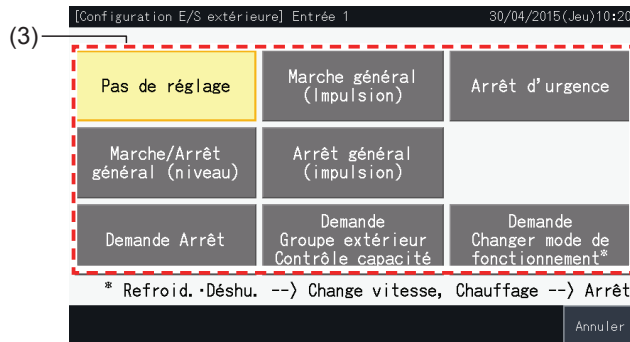 [Configuration E/S extérieure] Entrée 1 30/04/2015(Jeu)10:20
(3)
Pas de réglage
Marche général
(Impulsion)
Arrêt d'urgence
Marche/Arrêt
général (niveau)
Arrêt général
(impulsion)
Demande Arrêt
Demande
Groupe extérieur
Contrôle capacité
Demande
Changer mode de
fonctionnement*
* Refroid.·Déshu. --> Change vitesse, Chauffage --> Arrêt
Annuler